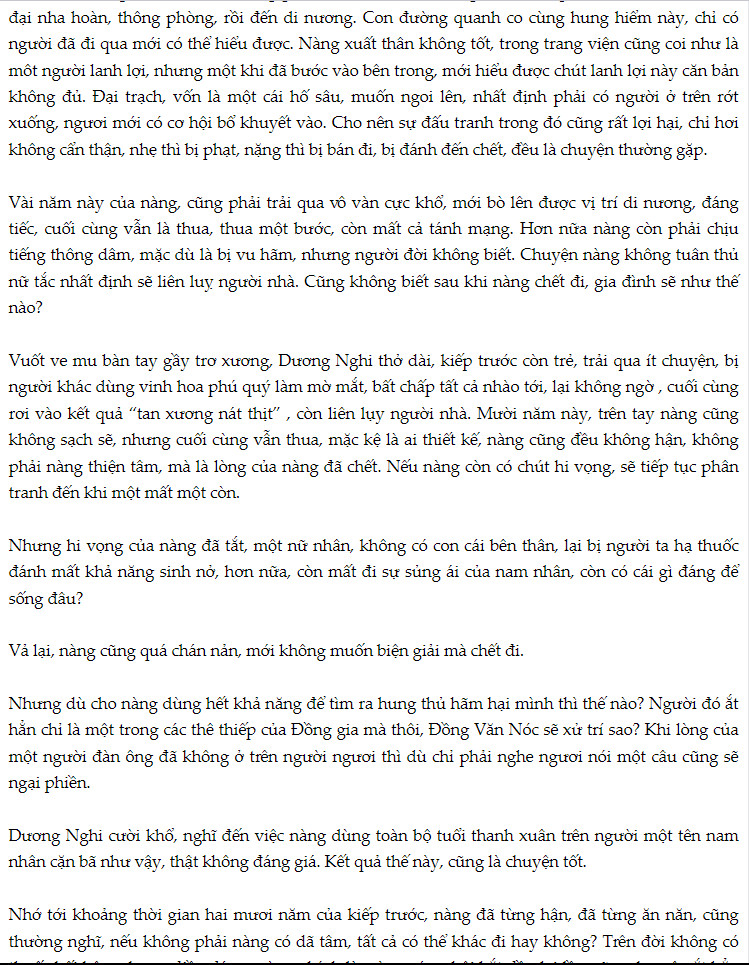 đại nha hoàn, thông phòng, rồi đến di nương. Con đường quanh co cùng hung hiểm này, chỉ có
người đã đi qua mới có thể hiểu được. Nàng xuất thân không tốt, trong trang viện cũng coi như là
một người lanh lợi, nhưng một khi đã bước vào bên trong, mới hiểu được chút lanh lợi này căn bản
không đủ. Đại trạch, vốn là một cái hố sâu, muốn ngoi lên, nhất định phải có người ở trên rớt
xuống, ngươi mới có cơ hội bổ khuyết vào. Cho nên sự đấu tranh trong đó cũng rất lợi hại, chỉ hơi
không cẩn thận, nhẹ thì bị phạt, nặng thì bị bán đi, bị đánh đến chết, đều là chuyện thường gặp.
Vài năm này của nàng, cũng phải trải qua vô vàn cực khổ, mới bò lên được vị trí di nương, đáng
tiếc, cuối cùng vẫn là thua, thua một bước, còn mất cả tánh mạng. Hơn nữa nàng còn phải chịu
tiếng thông dâm, mặc dù là bị vu hãm, nhưng người đời không biết. Chuyện nàng không tuân thủ
nữ tắc nhất định sẽ liên luỵ người nhà. Cũng không biết sau khi nàng chết đi, gia đình sẽ như thế
nào?
Vuốt ve mu bàn tay gầy trơ xương, Dương Nghi thở dài, kiếp trước còn trẻ, trải qua ít chuyện, bị
người khác dùng vinh hoa phú quý làm mờ mắt, bất chấp tất cả nhào tới, lại không ngờ , cuối cùng
rơi vào kết quả “tan xương nát thịt” , còn liên lụy người nhà. Mười năm này, trên tay nàng cũng
không sạch sẽ, nhưng cuối cùng vẫn thua, mặc kệ là ai thiết kế, nàng cũng đều không hận, không
phải nàng thiện tâm, mà là lòng của nàng đã chết. Nếu nàng còn có chút hi vọng, sẽ tiếp tục phân
tranh đến khi một mất một còn.
Nhưng hi vọng của nàng đã tắt, một nữ nhân, không có con cái bên thân, lại bị người ta hạ thuốc
đánh mất khả năng sinh nở, hơn nữa, còn mất đi sự sủng ái của nam nhân, còn có cái gì đáng để
sống đâu?
Vả lại, nàng cũng quá chán nản, mới không muốn biện giải mà chết đi.
Nhưng dù cho nàng dùng hết khả năng để tìm ra hung thủ hãm hại mình thì thế nào? Người đó ắt
hẳn chỉ là một trong các thê thiếp của Đồng gia mà thôi, Đồng Văn Nóc sẽ xử trí sao? Khi lòng của
một người đàn ông đã không ở trên người ngươi thì dù chỉ phải nghe ngươi nói một câu cũng sẽ
ngại phiền.
Dương Nghi cười khổ, nghĩ đến việc nàng dùng toàn bộ tuổi thanh xuân trên người một tên nam
nhân cặn bã như vậy, thật không đáng giá. Kết quả thế này, cũng là chuyện tốt.
Nhớ tới khoảng thời gian hai mươi năm của kiếp trước, nàng đã từng hận, đã từng ăn năn, cũng
thường nghĩ, nếu không phải nàng có dã tâm, tất cả có thể khác đi hay không? Trên đời không có